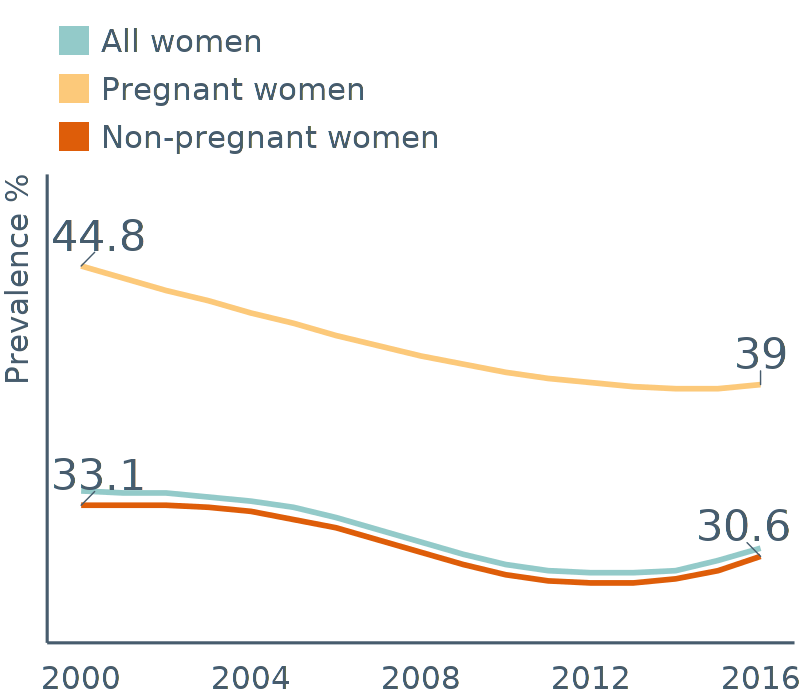 All women
Pregnant women
Non-pregnant women
Prevalence %
44.8
39
33.1
30.6
2000 2004 2008 2012 2016